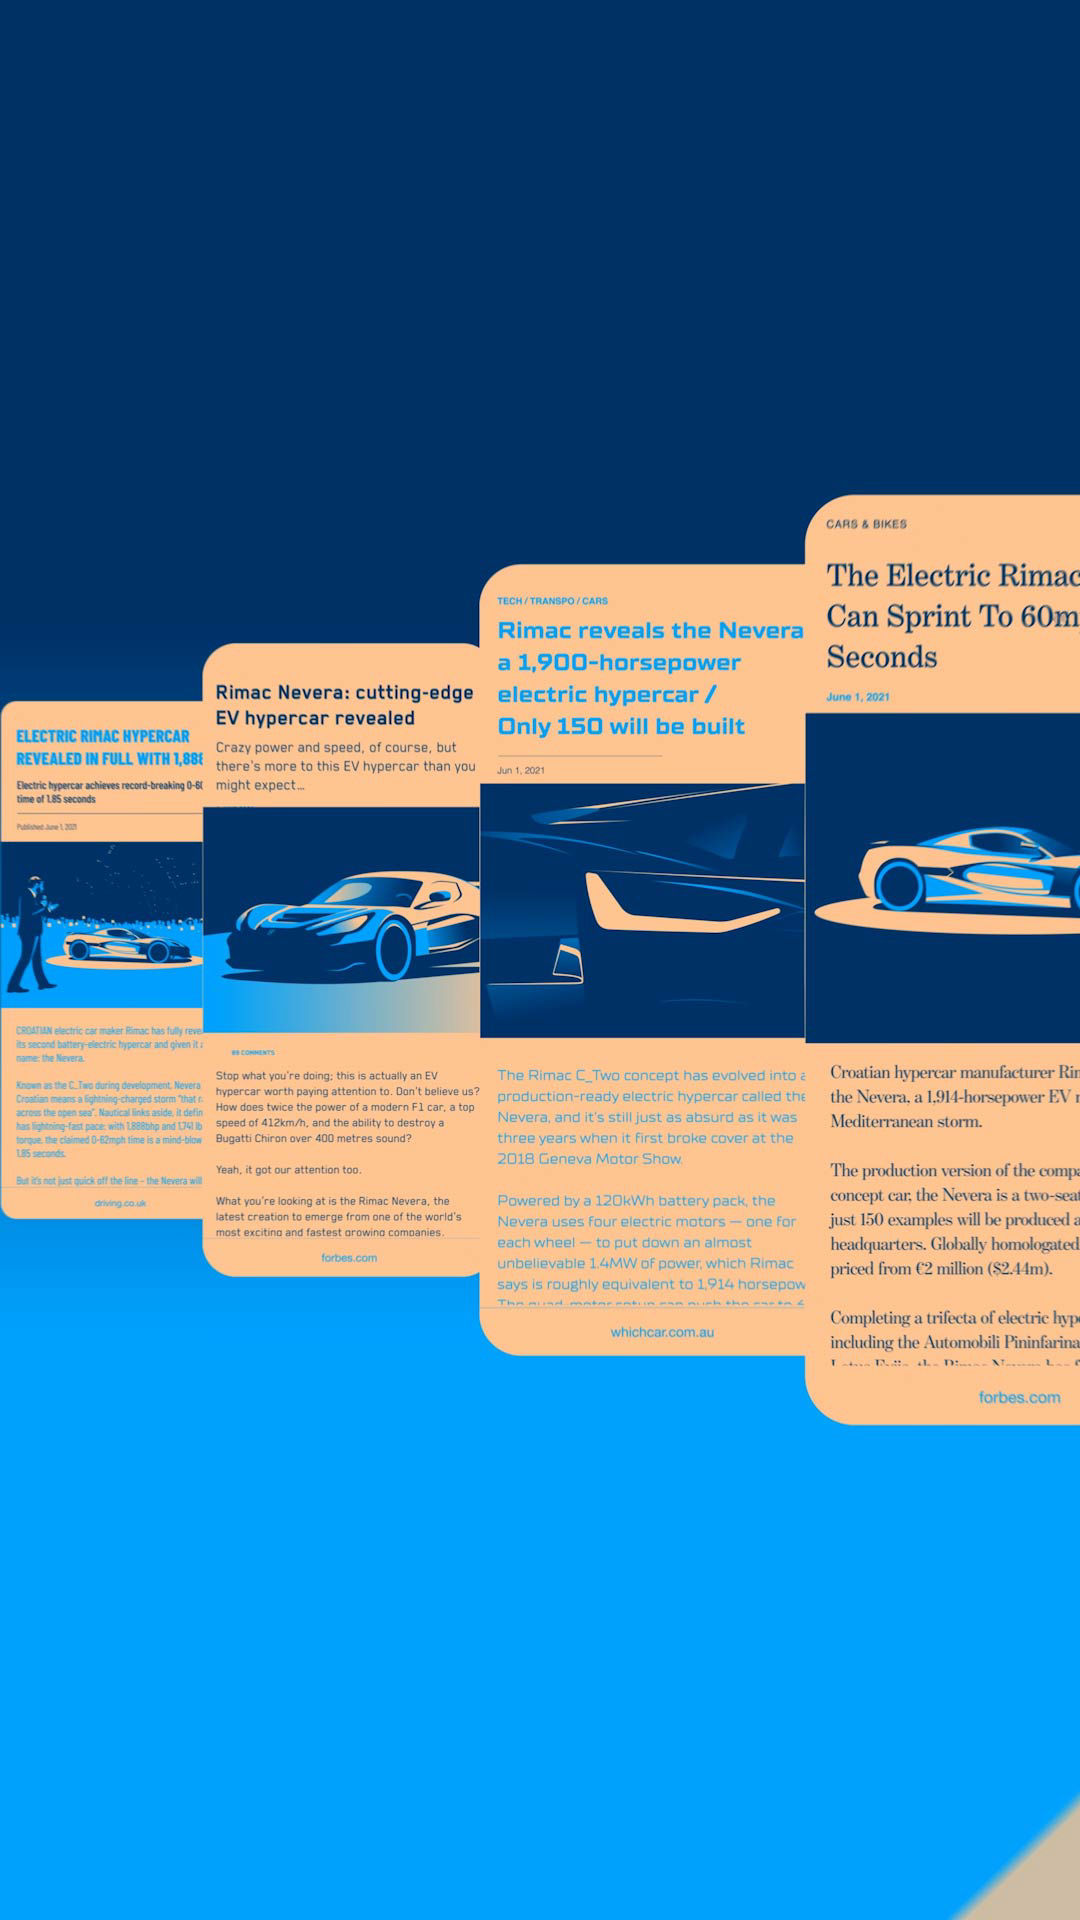 ELECTRIC RIMAC HYPERCAR
REVEALED IN FULL WITH 1,888
Electric hypercar achieves record-breaking 0-60
time of 1.85 seconds
Published June 1, 2021
CROATIAN electric car maker Rimac has fully
its second battery-electric hypercar and given it
name: the Nevera.
Known as the C_Two during development, Nevera
Croatian means a lightning-charged storm "that
across the open sea". Nautical links aside, it
has lightning-fast pace: with 1,888bhp and 1,741 lb
torque, the claimed 0-62mph time is a mind-blow
1.85 seconds.
But it's not just quick off the line – the Nevera will
driving.co.uk
Rimac Nevera: cutting-edge
EV hypercar revealed
Crazy power and speed, of course, but
there's more to this EV hypercar than you
might expect...
89 COMMENTS
Stop what you're doing; this is actually an EV
hypercar worth paying attention to. Don't believe us?
How does twice the power of a modern F1 car, a top
speed of 412km/h, and the ability to destroy a
Bugatti Chiron over 400 metres sound?
Yeah, it got our attention too.
What you're looking at is the Rimac Nevera, the
latest creation to emerge from one of the world's
most exciting and fastest growing companies.
forbes.com
TECH / TRANSPO / CARS
Rimac reveals the Nevera
a 1,900-horsepower
electric hypercar /
Only 150 will be built
Jun 1, 2021
The Rimac C_Two concept has evolved into a
production-ready electric hypercar called the
Nevera, and it's still just as absurd as it was
three years when it first broke cover at the
2018 Geneva Motor Show.
Powered by a 120kWh battery pack, the
Nevera uses four electric motors — one for
each wheel — to put down an almost
unbelievable 1.4MW of power, which Rimac
says is roughly equivalent to 1,914 horsepow
The quad-motor setup can push the car to 6
whichcar.com.au
CARS & BIKES
The Electric Rimac
Can Sprint To 60m
Seconds
June 1, 2021
Croatian hypercar manufacturer Rim
the Nevera, a 1,914-horsepower EV
Mediterranean storm.
The production version of the compa
concept car, the Nevera is a two-seat
just 150 examples will be produced a
headquarters. Globally homologated
priced from €2 million ($2.44m).
Completing a trifecta of electric hype
including the Automobili Pininfarina
Lotus Evija, the Rimac Nevera has
forbes.com